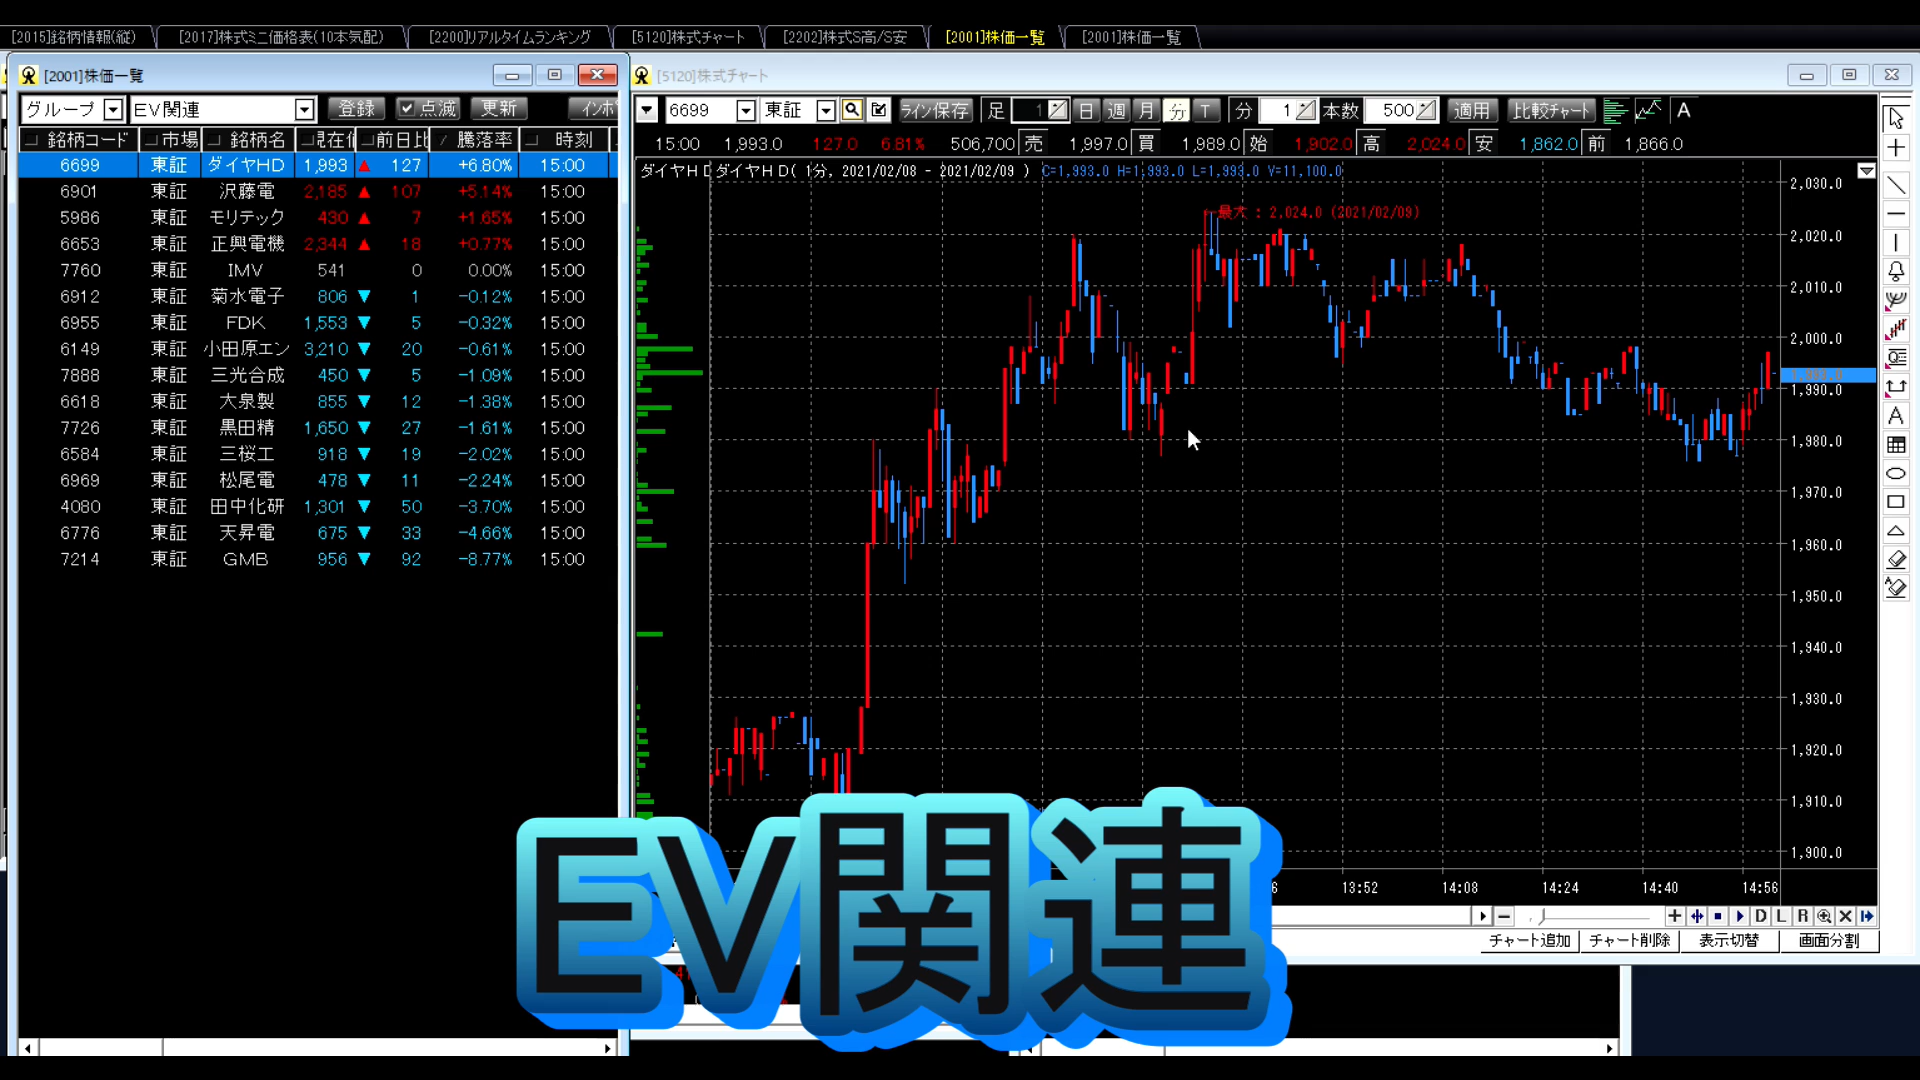 [2015]銘柄情報(縦) [2017]株式ミニ価格表(10本気配) [2200]リアルタイムランキング [5120]株式チャート [2202]株式S高/S安 [2001]株価一覧 [2001]株価一覧
[2001]株価一覧
グループ EV関連 登録 点滅 更新
銘柄コード 市場 銘柄名 現在値 前日比 騰落率 時刻
6699 東証 ダイヤHD 1,993 ▲ 127 +6.80% 15:00
6901 東証 沢藤電 2,185 ▲ 107 +5.14% 15:00
5986 東証 モリテック 430 ▲ 7 +1.65% 15:00
6653 東証 正興電機 2,344 ▲ 18 +0.77% 15:00
7760 東証 IMV 541 0 0.00% 15:00
6912 東証 菊水電子 806 ▼ 1 -0.12% 15:00
6955 東証 FDK 1,553 ▼ 5 -0.32% 15:00
6149 東証 小田原エン 3,210 ▼ 20 -0.61% 15:00
7888 東証 三光合成 450 ▼ 5 -1.09% 15:00
6618 東証 大泉製 855 ▼ 12 -1.38% 15:00
7726 東証 黒田精 1,650 ▼ 27 -1.61% 15:00
6584 東証 三桜工 918 ▼ 19 -2.02% 15:00
6969 東証 松尾電 478 ▼ 11 -2.24% 15:00
4080 東証 田中化研 1,301 ▼ 50 -3.70% 15:00
6776 東証 天昇電 675 ▼ 33 -4.66% 15:00
7214 東証 GMB 956 ▼ 92 -8.77% 15:00
[5120]株式チャート
6699 東証 ライン保存 足 1 日 週 月 分 T 分 1 本数 500 適用 比較チャート A
15:00 1,993.0 127.0 6.81% 506,700 売 1,997.0 買 1,989.0 始 1,902.0 高 2,024.0 安 1,862.0 前 1,866.0
ダイヤH ダイヤH D( 1分, 2021/02/08 - 2021/02/09 ) C=1,993.0 H=1,993.0 L=1,993.0 V=11,100.0
最大 : 2,024.0 (2021/02/09)
2,030.0
2,020.0
2,010.0
2,000.0
1,990.0
1,980.0
1,970.0
1,960.0
1,950.0
1,940.0
1,930.0
1,920.0
1,910.0
1,900.0
13:52 14:08 14:24 14:40 14:56
D L R
チャート追加 チャート削除 表示切替 画面分割
A
EV関連